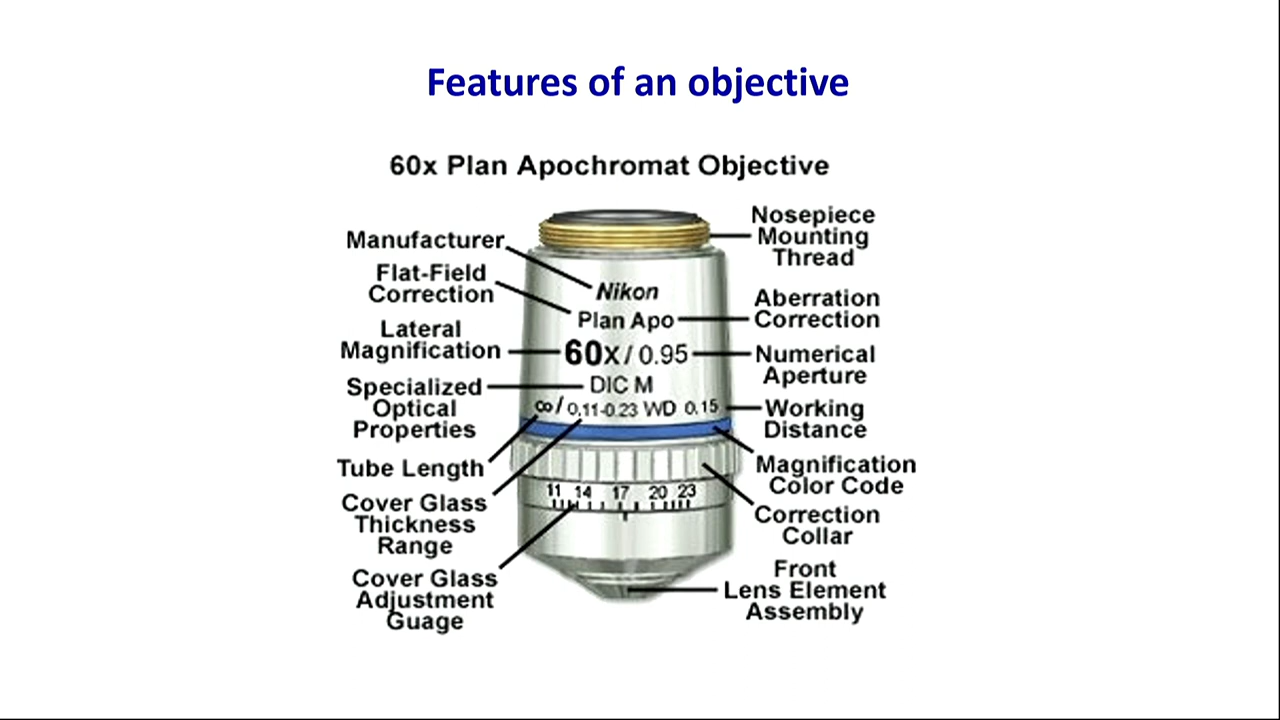 Features of an objective
60x Plan Apochromat Objective
Manufacturer
Flat-Field
Correction
Lateral
Magnification
Specialized
Optical
Properties
Tube Length
Cover Glass
Thickness
Range
Cover Glass
Adjustment
Guage
Nikon
Plan Apo
60x / 0.95
DIC M
∞ / 0.11-0.23 WD 0.15
11 14 17 20 23
Nosepiece
Mounting
Thread
Aberration
Correction
Numerical
Aperture
Working
Distance
Magnification
Color Code
Correction
Collar
Front
Lens Element
Assembly